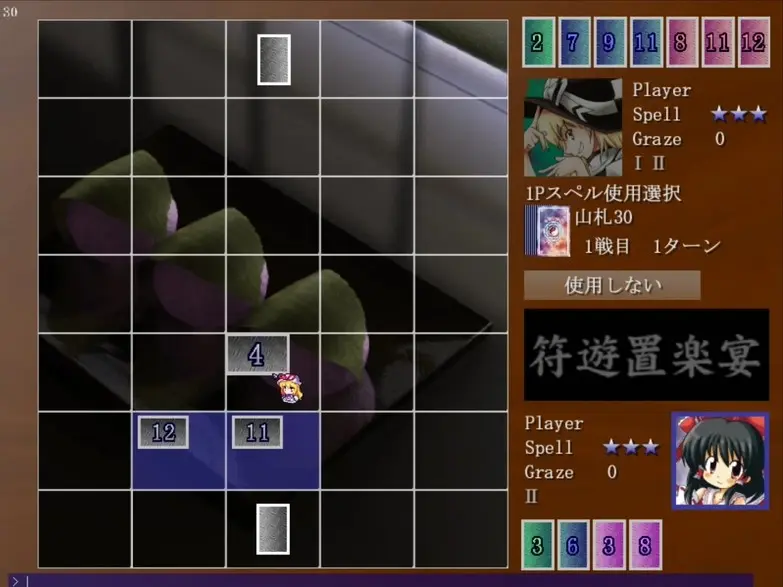 30
2 7 9 11 8 11 12
Player
Spell ★★★
Graze 0
I II
1Pスペル使用選択
山札30
1戦目 1ターン
使用しない
符遊置楽宴
4
12 11
Player
Spell ★★★
Graze 0
II
3 6 3 8
>